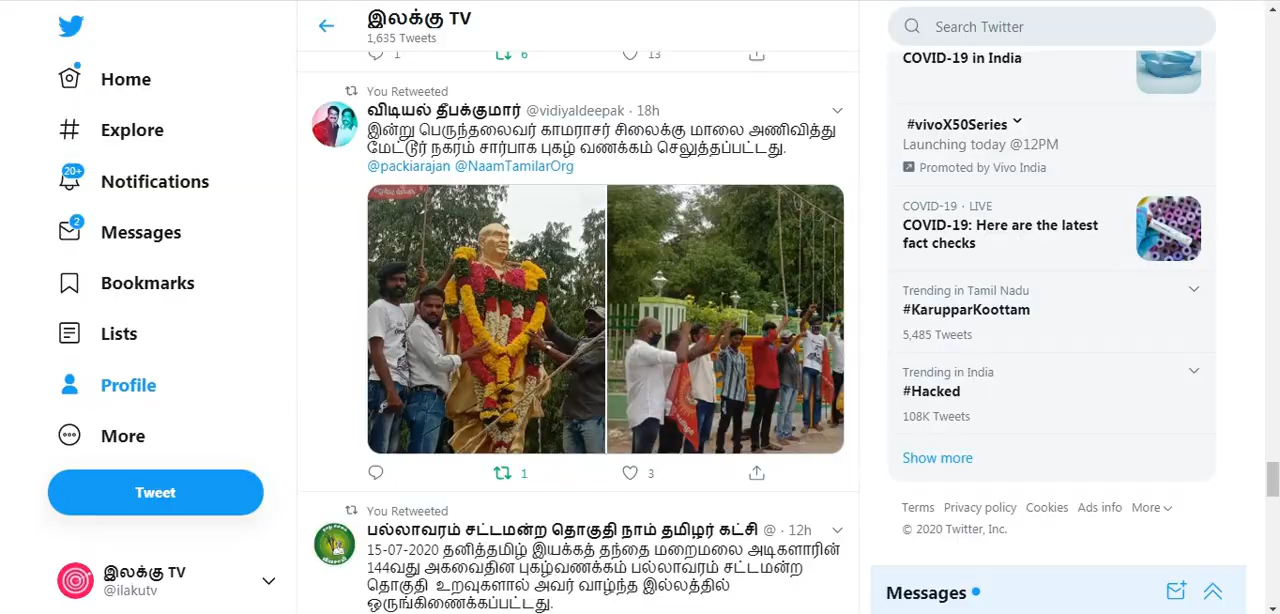 Home
Explore
20+
Notifications
2
Messages
Bookmarks
Lists
Profile
More
Tweet
இலக்கு TV
@ilakutv
இலக்கு TV
1,635 Tweets
1 6 13
You Retweeted
விடியல் தீபக்குமார் @vidiyaldeepak · 18h
இன்று பெருந்தலைவர் காமராசர் சிலைக்கு மாலை அணிவித்து
மேட்டூர் நகரம் சார்பாக புகழ் வணக்கம் செலுத்தப்பட்டது.
@packiarajan @NaamTamilarOrg
1 3
You Retweeted
பல்லாவரம் சட்டமன்ற தொகுதி நாம் தமிழர் கட்சி @ · 12h
15-07-2020 தனித்தமிழ் இயக்கத் தந்தை மறைமலை அடிகளாரின்
144வது அகவைதின புகழ்வணக்கம் பல்லாவரம் சட்டமன்ற
தொகுதி உறவுகளால் அவர் வாழ்ந்த இல்லத்தில்
ஒருங்கிணைக்கப்பட்டது.
Search Twitter
COVID-19 in India
#vivoX50Series
Launching today @12PM
Promoted by Vivo India
COVID-19 · LIVE
COVID-19: Here are the latest
fact checks
Trending in Tamil Nadu
#KarupparKoottam
5,485 Tweets
Trending in India
#Hacked
108K Tweets
Show more
Terms Privacy policy Cookies Ads info More
© 2020 Twitter, Inc.
Messages